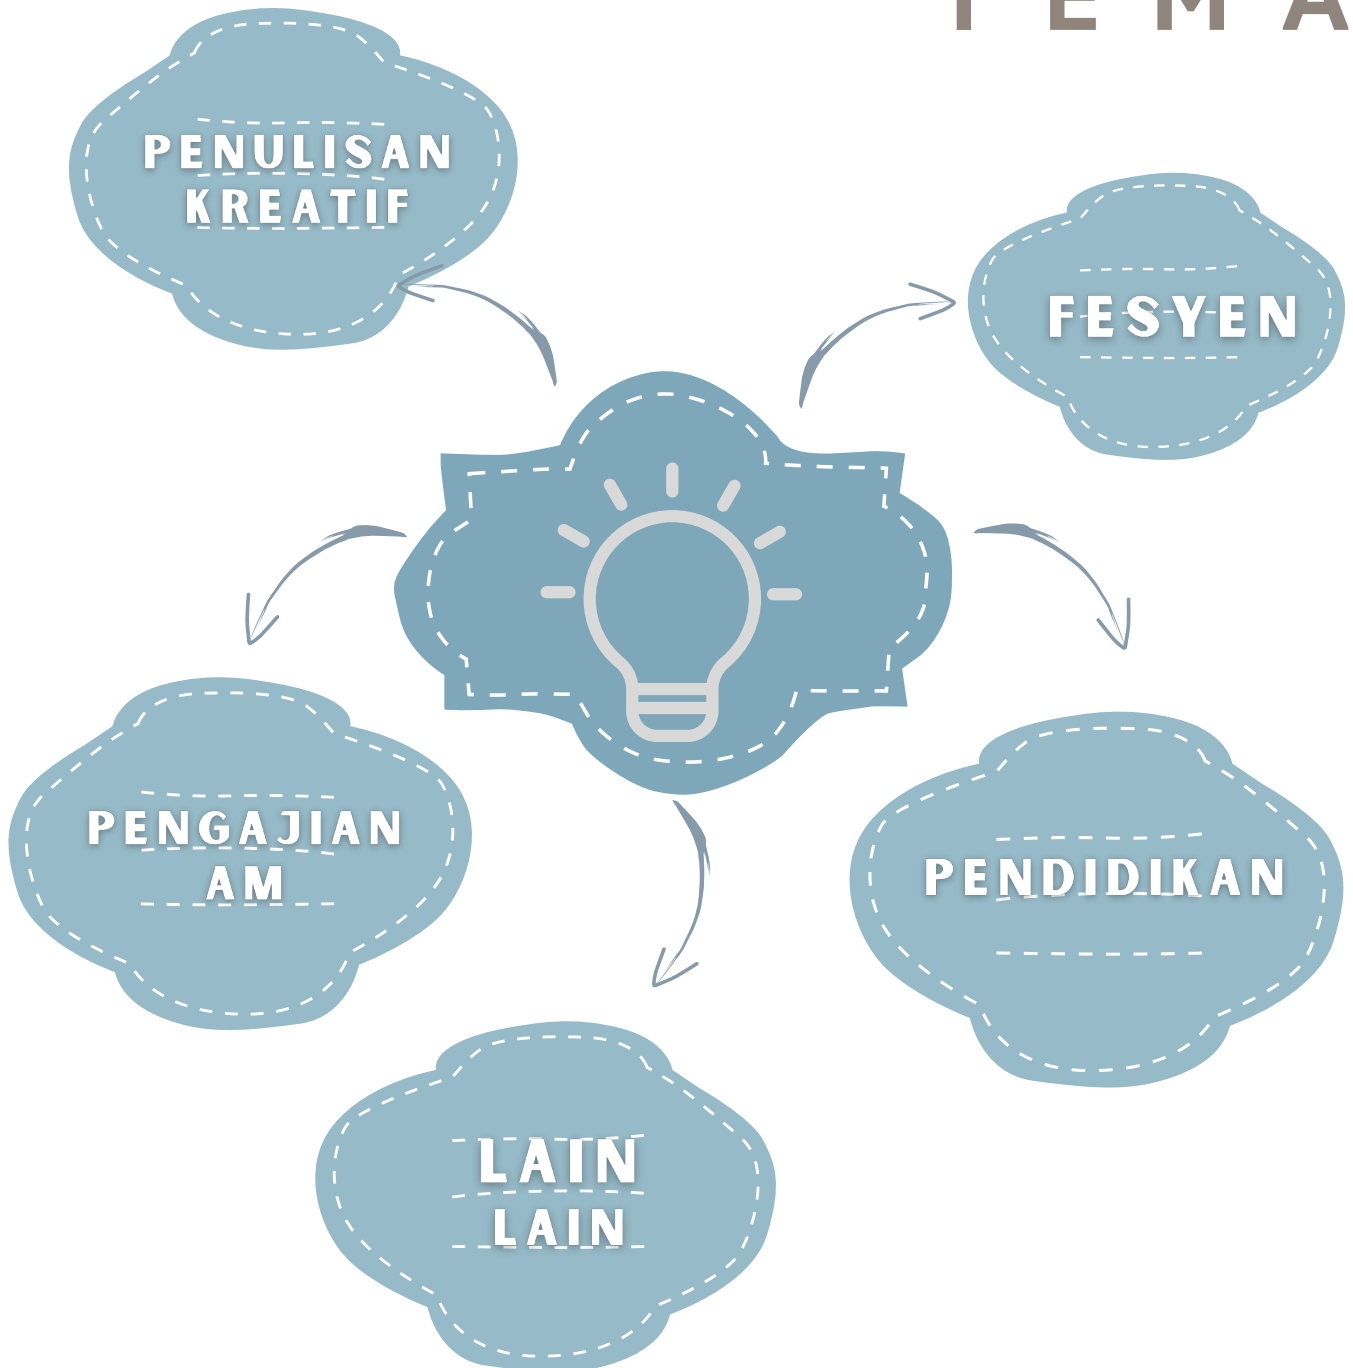 TEMA
PENULISAN
KREATIF
FESYEN
PENGAJIAN
AM
PENDIDIKAN
LAIN
LAIN